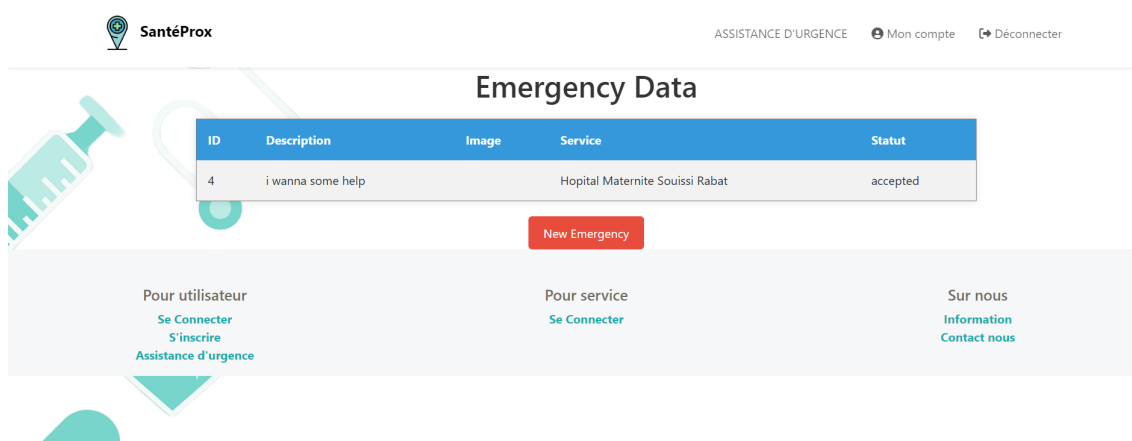 SantéProx
ASSISTANCE D'URGENCE Mon compte Déconnecter
Emergency Data
ID Description Image Service Statut
4 i wanna some help Hopital Maternite Souissi Rabat accepted
New Emergency
Pour utilisateur
Se Connecter
S'inscrire
Assistance d'urgence
Pour service
Se Connecter
Sur nous
Information
Contact nous